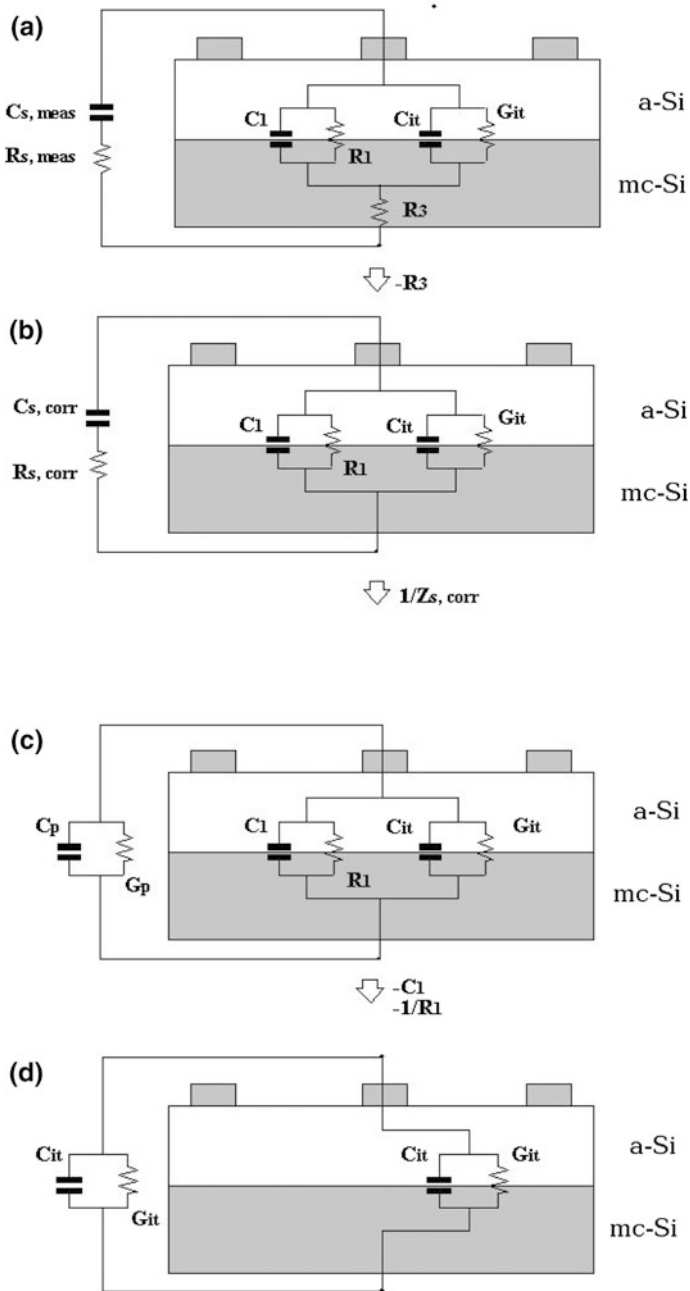 (a)
Cs, meas
Rs, meas
C1
R1
Cit
Git
R3
a-Si
mc-Si
-R3
(b)
Cs, corr
Rs, corr
C1
R1
Cit
Git
a-Si
mc-Si
1/Zs, corr
(c)
Cp
Gp
C1
R1
Cit
Git
a-Si
mc-Si
-C1
-1/R1
(d)
Cit
Git
Cit
Git
a-Si
mc-Si